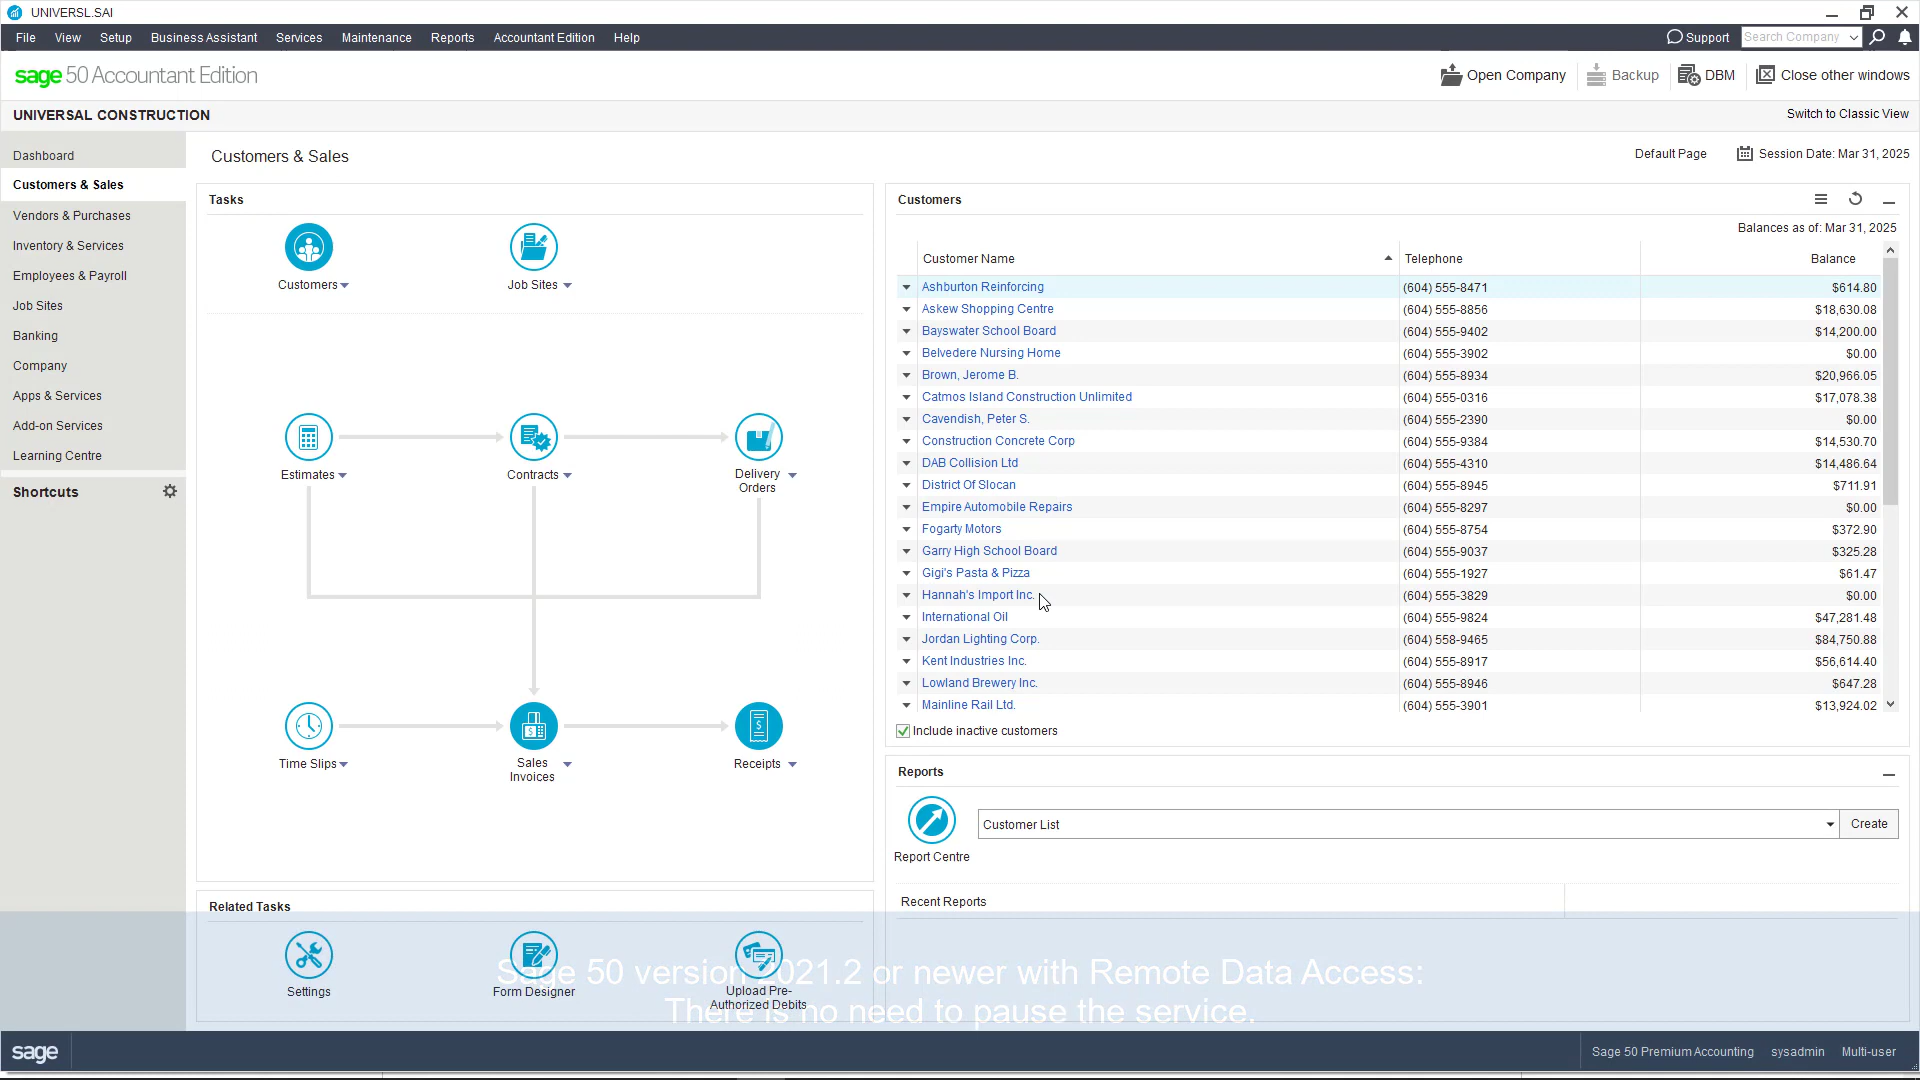 UNIVERSL.SAI
File View Setup Business Assistant Services Maintenance Reports Accountant Edition Help
Support Search Company
sage 50 Accountant Edition
Open Company Backup DBM Close other windows
UNIVERSAL CONSTRUCTION
Switch to Classic View
Dashboard
Customers & Sales
Vendors & Purchases
Inventory & Services
Employees & Payroll
Job Sites
Banking
Company
Apps & Services
Add-on Services
Learning Centre
Shortcuts
Customers & Sales
Default Page Session Date: Mar 31, 2025
Tasks
Customers
Job Sites
Estimates
Contracts
Delivery
Orders
Time Slips
Sales
Invoices
Receipts
Related Tasks
Settings
Form Designer
Upload Pre-
Authorized Debits
Customers
Balances as of: Mar 31, 2025
Customer Name Telephone Balance
Ashburton Reinforcing (604) 555-8471 $614.80
Askew Shopping Centre (604) 555-8856 $18,630.08
Bayswater School Board (604) 555-9402 $14,200.00
Belvedere Nursing Home (604) 555-3902 $0.00
Brown, Jerome B. (604) 555-8934 $20,966.05
Catmos Island Construction Unlimited (604) 555-0316 $17,078.38
Cavendish, Peter S. (604) 555-2390 $0.00
Construction Concrete Corp (604) 555-9384 $14,530.70
DAB Collision Ltd (604) 555-4310 $14,486.64
District Of Slocan (604) 555-8945 $711.91
Empire Automobile Repairs (604) 555-8297 $0.00
Fogarty Motors (604) 555-8754 $372.90
Garry High School Board (604) 555-9037 $325.28
Gigi's Pasta & Pizza (604) 555-1927 $61.47
Hannah's Import Inc. (604) 555-3829 $0.00
International Oil (604) 555-9824 $47,281.48
Jordan Lighting Corp. (604) 558-9465 $84,750.88
Kent Industries Inc. (604) 555-8917 $56,614.40
Lowland Brewery Inc. (604) 555-8946 $647.28
Mainline Rail Ltd. (604) 555-3901 $13,924.02
Include inactive customers
Reports
Report Centre
Customer List Create
Recent Reports
Sage 50 version 2021.2 or newer with Remote Data Access:
There is no need to pause the service.
sage
Sage 50 Premium Accounting sysadmin Multi-user